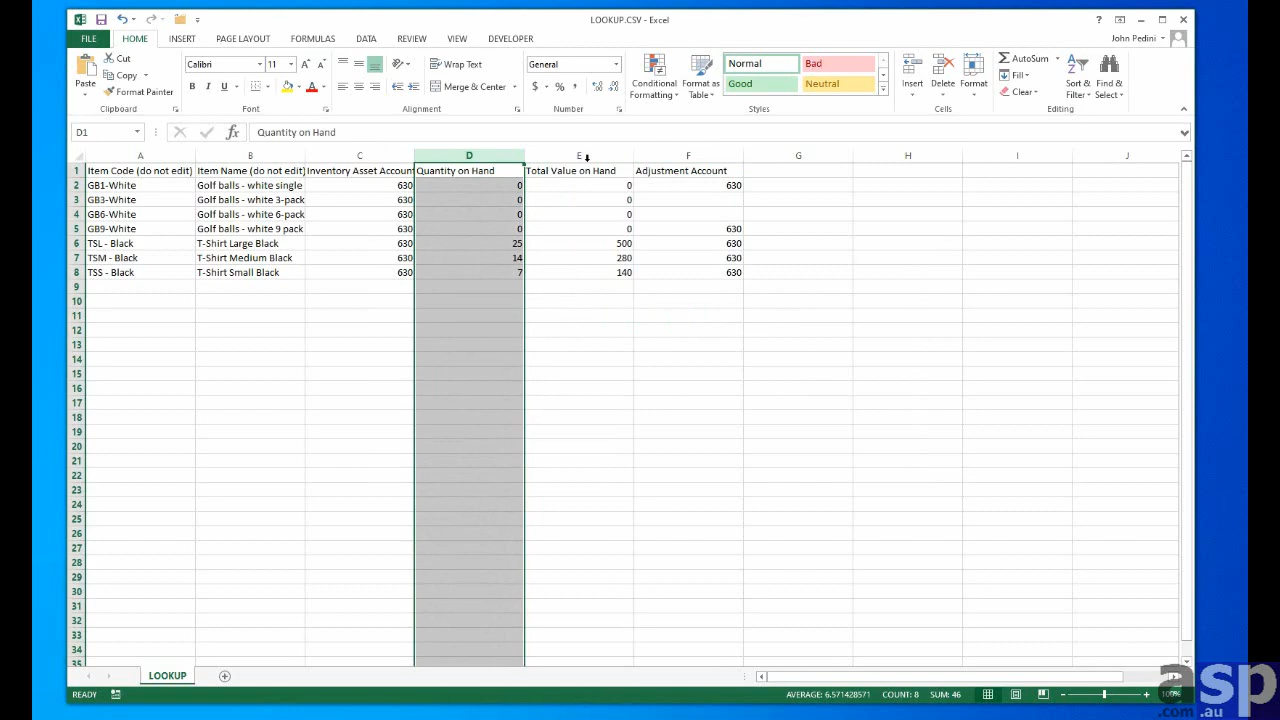 LOOKUP.CSV - Excel
?
FILE HOME INSERT PAGE LAYOUT FORMULAS DATA REVIEW VIEW DEVELOPER John Pedini
Paste Cut Copy Format Painter Clipboard
Calibri 11 B I U A Font
Wrap Text Merge & Center Alignment
General $ % , Number
Conditional Formatting Format as Table Normal Bad Good Neutral Styles
Insert Delete Format Cells
AutoSum Fill Clear Sort & Filter Find & Select Editing
D1 fx Quantity on Hand
A B C D E F G H I J
1 Item Code (do not edit) Item Name (do not edit) Inventory Asset Account Quantity on Hand Total Value on Hand Adjustment Account
2 GB1-White Golf balls - white single 630 0 0 630
3 GB3-White Golf balls - white 3-pack 630 0 0
4 GB6-White Golf balls - white 6-pack 630 0 0
5 GB9-White Golf balls - white 9 pack 630 0 0 630
6 TSL - Black T-Shirt Large Black 630 25 500 630
7 TSM - Black T-Shirt Medium Black 630 14 280 630
8 TSS - Black T-Shirt Small Black 630 7 140 630
9
10
11
12
13
14
15
16
17
18
19
20
21
22
23
24
25
26
27
28
29
30
31
32
33
34
35
LOOKUP
READY AVERAGE: 6.571428571 COUNT: 8 SUM: 46 100%
asp
.com .au